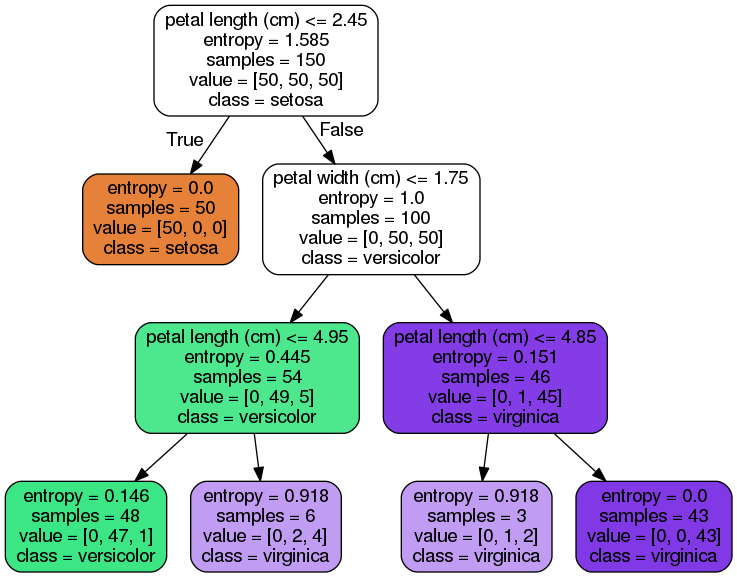 petal length (cm) <= 2.45
entropy = 1.585
samples = 150
value = [50, 50, 50]
class = setosa
True
False
entropy = 0.0
samples = 50
value = [50, 0, 0]
class = setosa
petal width (cm) <= 1.75
entropy = 1.0
samples = 100
value = [0, 50, 50]
class = versicolor
petal length (cm) <= 4.95
entropy = 0.445
samples = 54
value = [0, 49, 5]
class = versicolor
petal length (cm) <= 4.85
entropy = 0.151
samples = 46
value = [0, 1, 45]
class = virginica
entropy = 0.146
samples = 48
value = [0, 47, 1]
class = versicolor
entropy = 0.918
samples = 6
value = [0, 2, 4]
class = virginica
entropy = 0.918
samples = 3
value = [0, 1, 2]
class = virginica
entropy = 0.0
samples = 43
value = [0, 0, 43]
class = virginica